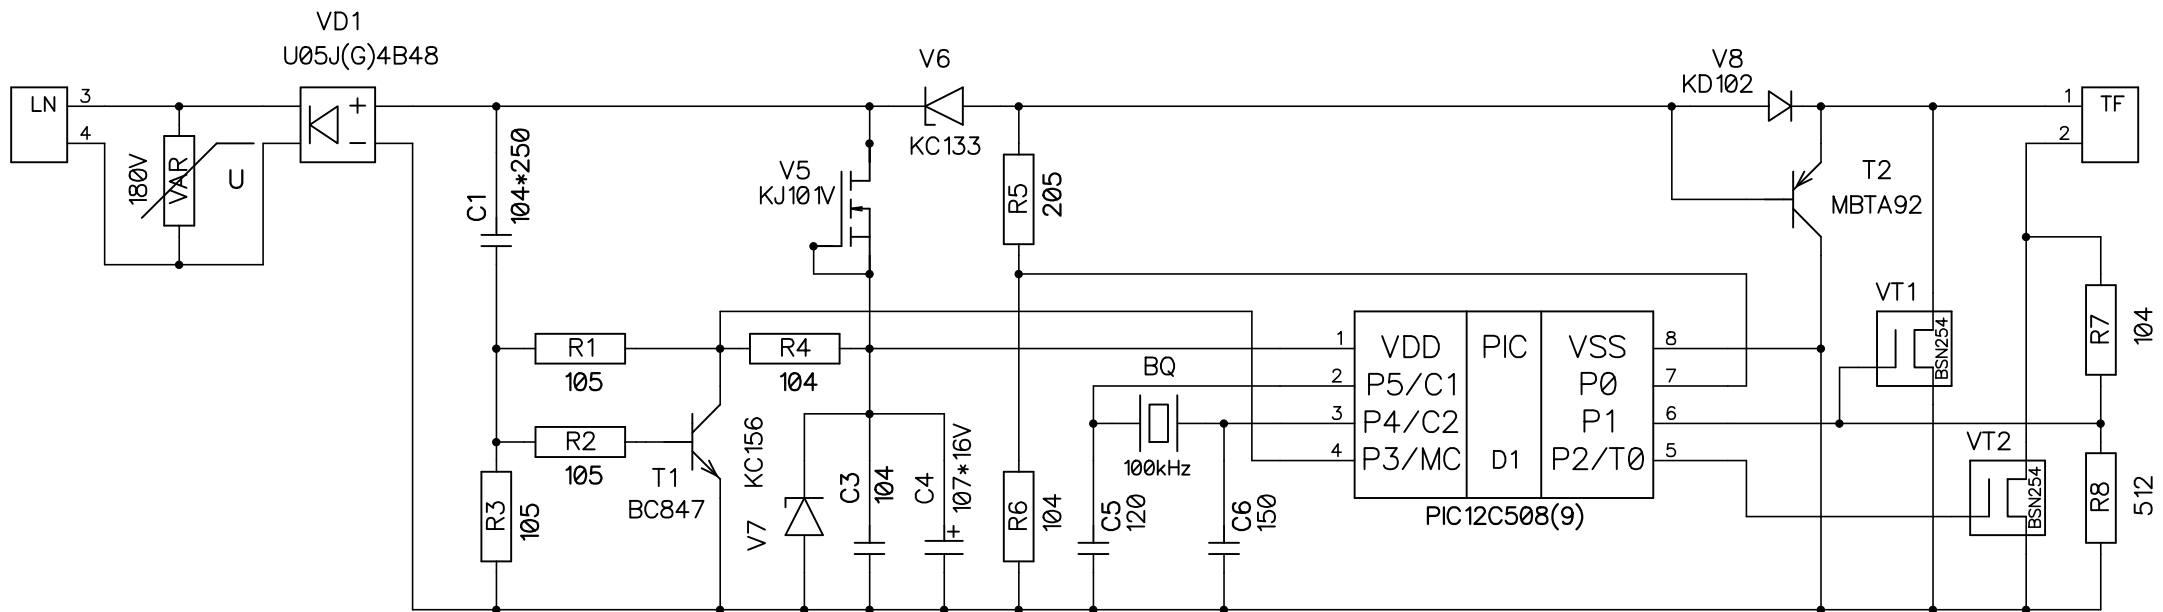 VD1
U05J(G)4B48
LN
3
4
180V
VAR
U
+
−
C1
104*250
V5
KJ101V
V6
KC133
R5
205
V8
KD102
T2
MBTA92
1
2
TF
R1
105
R2
105
R3
105
R4
104
T1
BC847
KC156
V7
C3
104
C4
107*16V
+
R6
104
BQ
100kHz
C5
120
C6
150
1
2
3
4
VDD
P5/C1
P4/C2
P3/MC
PIC
D1
VSS
P0
P1
P2/T0
8
7
6
5
PIC12C508(9)
VT1
BSN254
VT2
BSN254
R7
104
R8
512